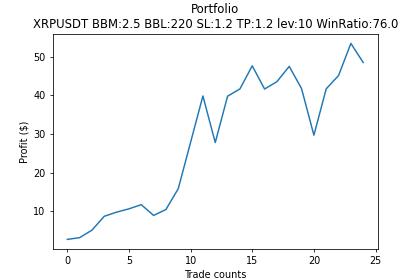 Portfolio
XRPUSDT BBM:2.5 BBL:220 SL:1.2 TP:1.2 lev:10 WinRatio:76.0
50
40
30
20
10
Profit ($)
0 5 10 15 20 25
Trade counts